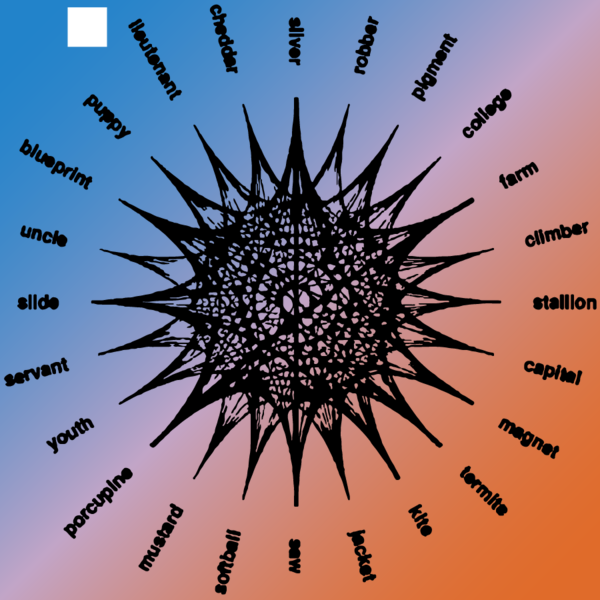 silver
robber
pigment
college
farm
climber
stallion
capital
magnet
termite
kite
jacket
saw
softball
mustard
porcupine
youth
servant
slide
uncle
blueprint
puppy
lieutenant
chedder